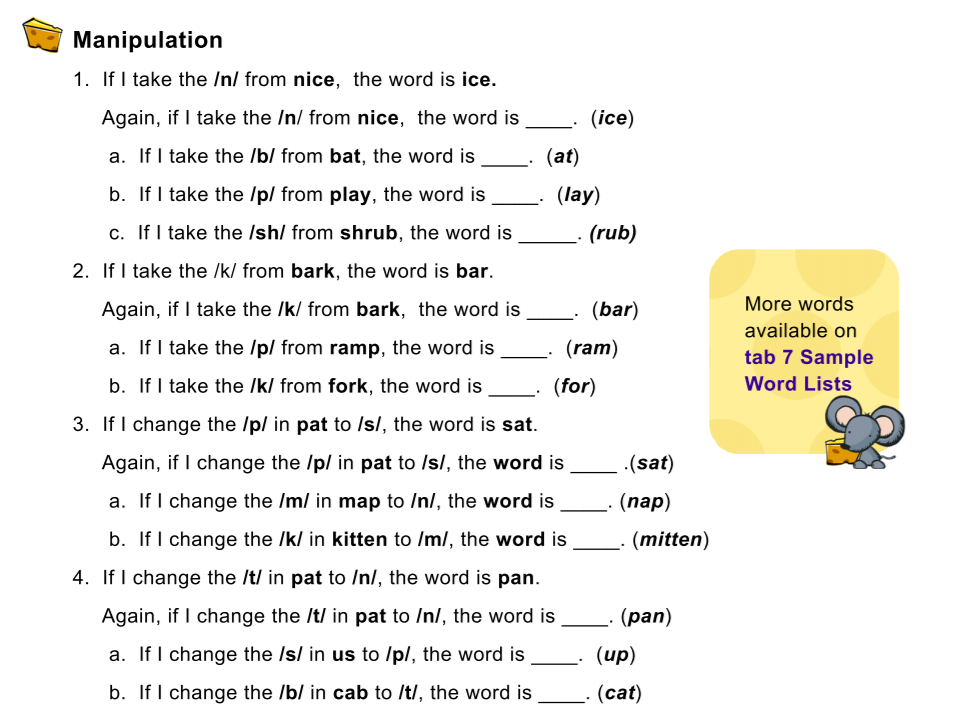 Manipulation
1. If I take the /n/ from nice, the word is ice.
Again, if I take the /n/ from nice, the word is ____. (ice)
a. If I take the /b/ from bat, the word is ____. (at)
b. If I take the /p/ from play, the word is ____. (lay)
c. If I take the /sh/ from shrub, the word is _____. (rub)
2. If I take the /k/ from bark, the word is bar.
Again, if I take the /k/ from bark, the word is ____. (bar)
a. If I take the /p/ from ramp, the word is ____. (ram)
b. If I take the /k/ from fork, the word is ____. (for)
3. If I change the /p/ in pat to /s/, the word is sat.
Again, if I change the /p/ in pat to /s/, the word is ____ .(sat)
a. If I change the /m/ in map to /n/, the word is ____. (nap)
b. If I change the /k/ in kitten to /m/, the word is ____. (mitten)
4. If I change the /t/ in pat to /n/, the word is pan.
Again, if I change the /t/ in pat to /n/, the word is ____. (pan)
a. If I change the /s/ in us to /p/, the word is ____. (up)
b. If I change the /b/ in cab to /t/, the word is ____. (cat)
More words
available on
tab 7 Sample
Word Lists